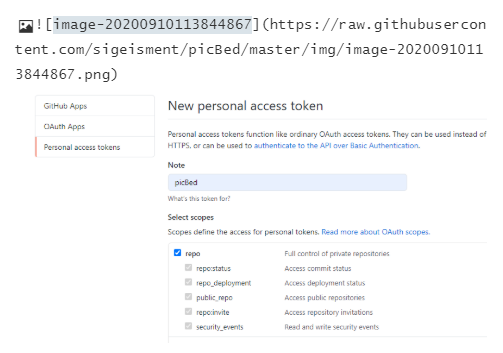 ![image-20200910113844867](https://raw.githubusercon
tent.com/sigeisment/picBed/master/img/image-2020091011
3844867.png)
GitHub Apps
OAuth Apps
Personal access tokens
New personal access token
Personal access tokens function like ordinary OAuth access tokens. They can be used instead of
HTTPS, or can be used to authenticate to the API over Basic Authentication.
Note
picBed
What's this token for?
Select scopes
Scopes define the access for personal tokens. Read more about OAuth scopes.
repo Full control of private repositories
repo:status Access commit status
repo_deployment Access deployment status
public_repo Access public repositories
repo:invite Access repository invitations
security_events Read and write security events